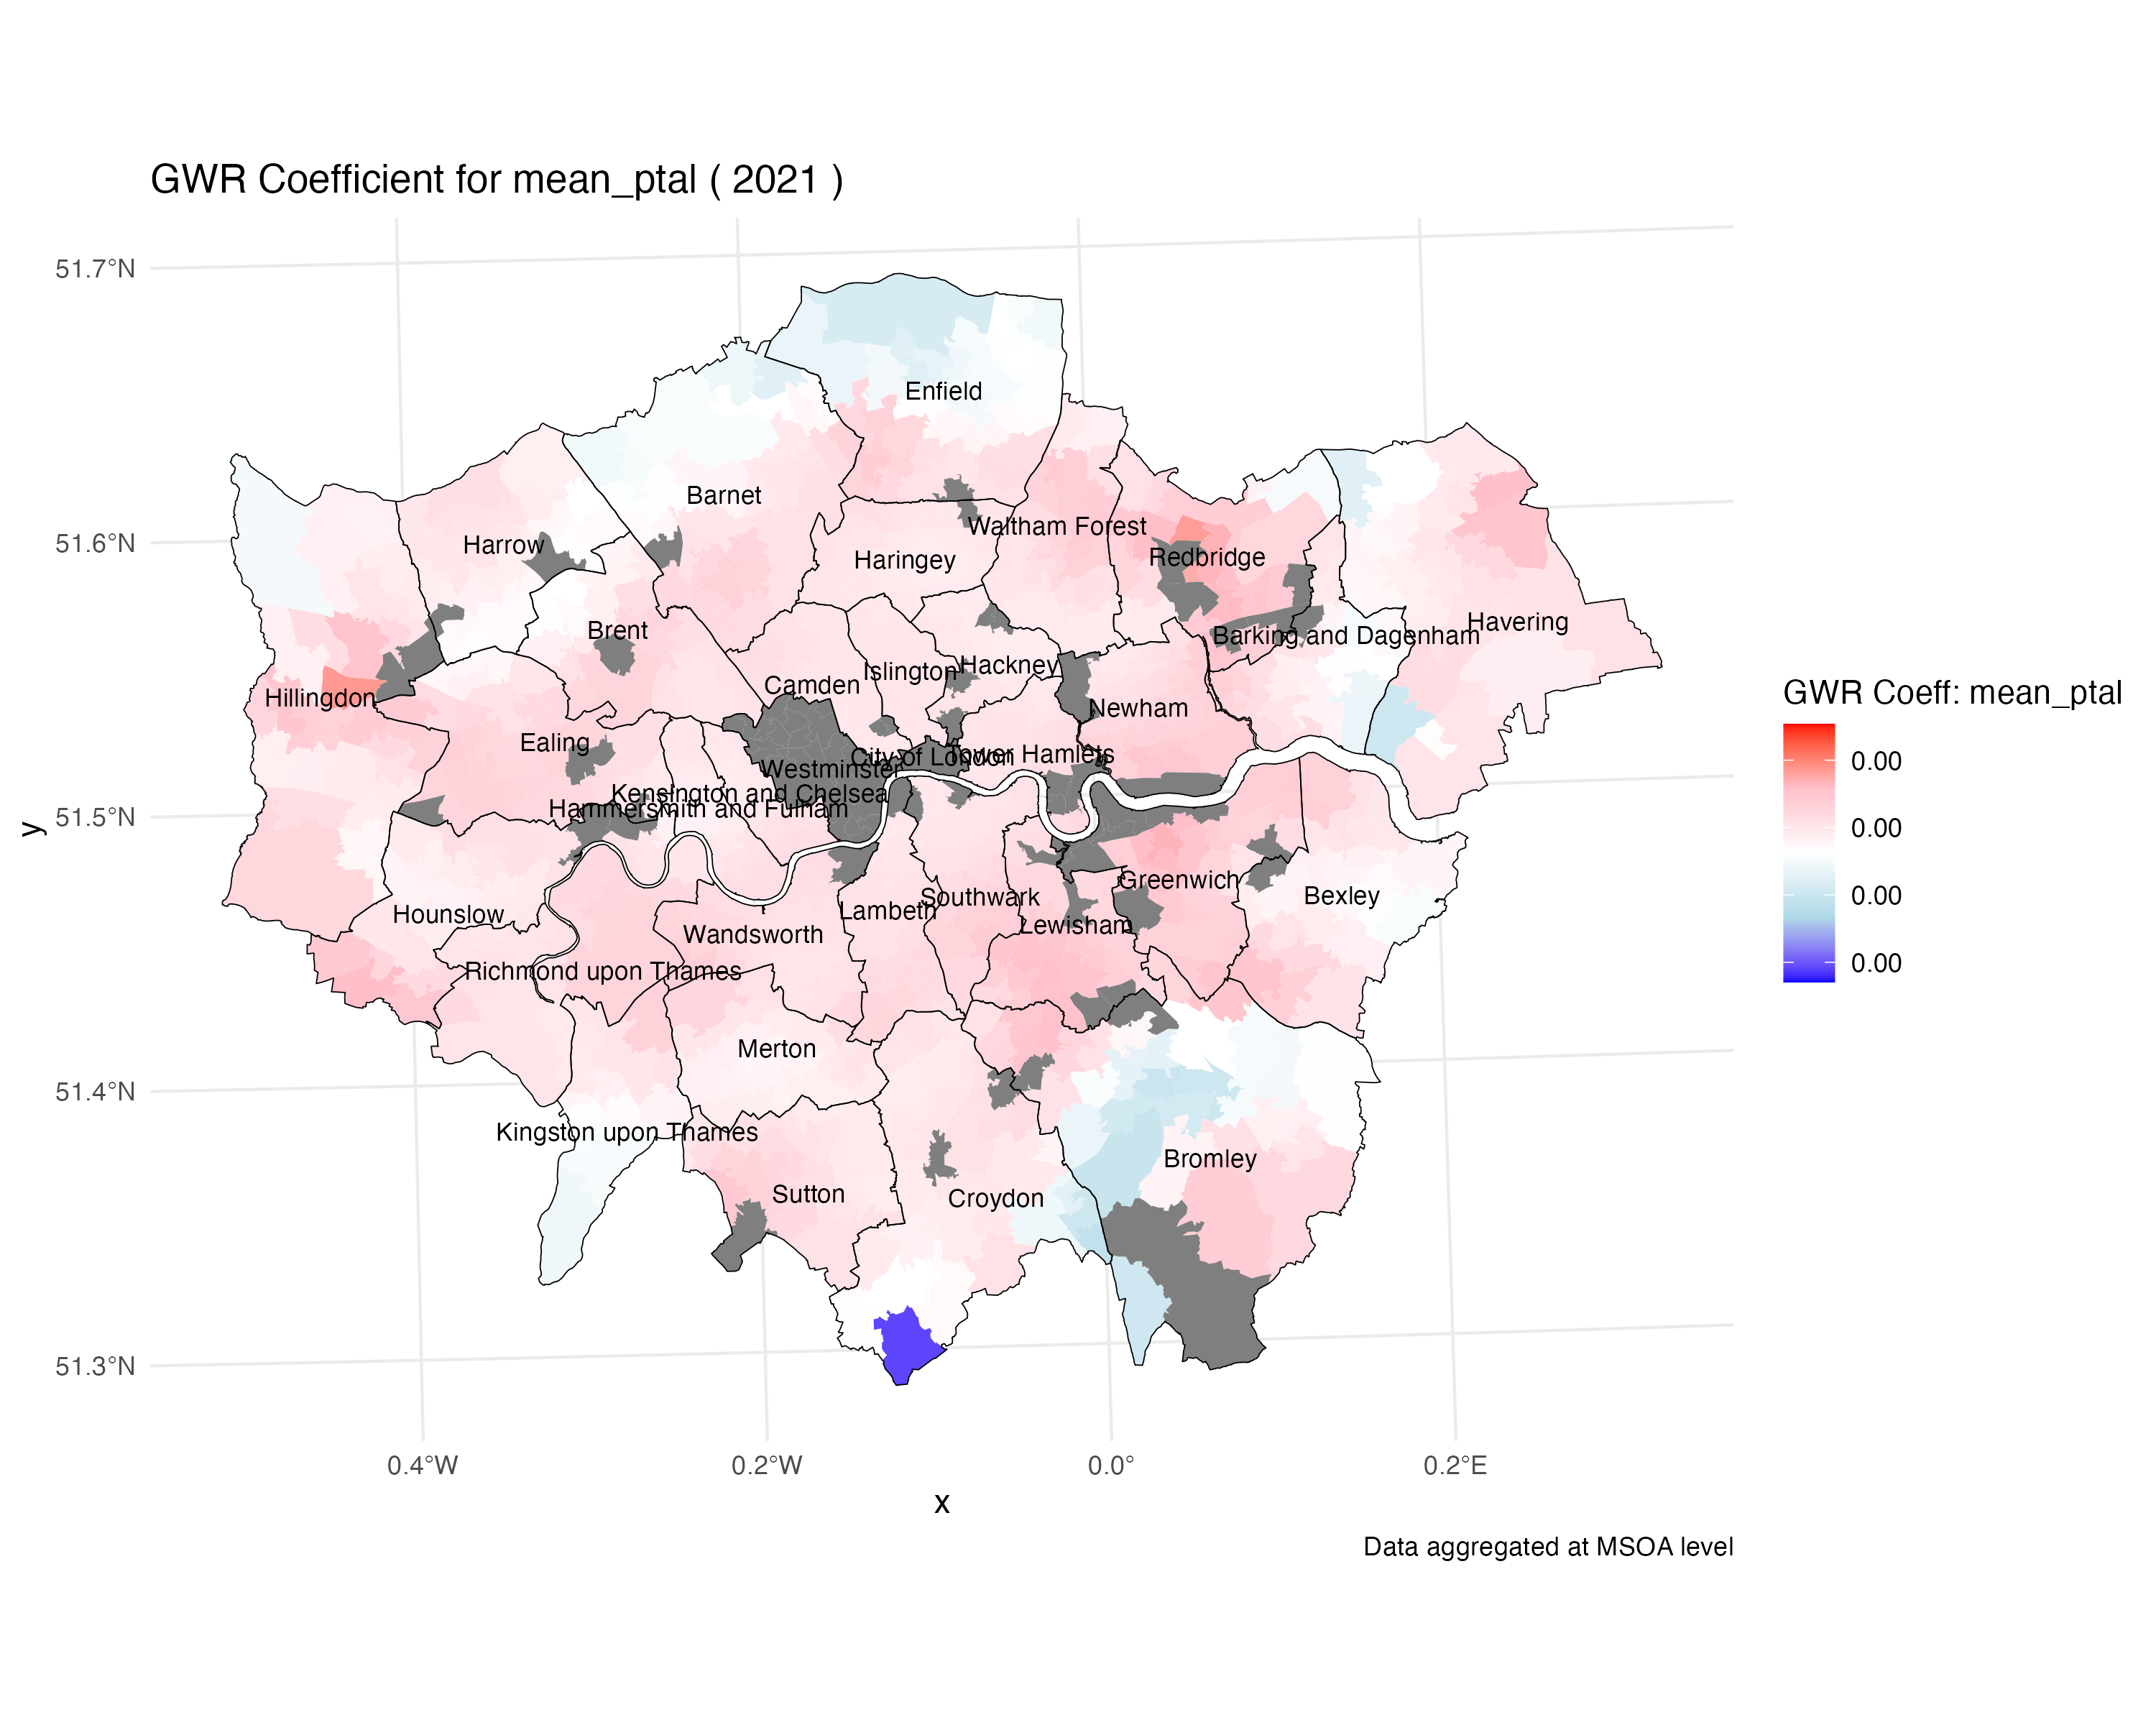 GWR Coefficient for mean_ptal ( 2021 )
51.7°N
51.6°N
51.5°N
51.4°N
51.3°N
y
Enfield
Barnet
Harrow
Haringey
Waltham Forest
Redbridge
Havering
Barking and Dagenham
Brent
Hillingdon
Camden
Islington
Hackney
Newham
Ealing
City of London
Tower Hamlets
Westminster
Kensington and Chelsea
Hammersmith and Fulham
Hounslow
Lambeth
Southwark
Greenwich
Bexley
Lewisham
Wandsworth
Richmond upon Thames
Merton
Kingston upon Thames
Sutton
Croydon
Bromley
0.4°W
0.2°W
0.0°
0.2°E
x
GWR Coeff: mean_ptal
0.00
0.00
0.00
0.00
Data aggregated at MSOA level